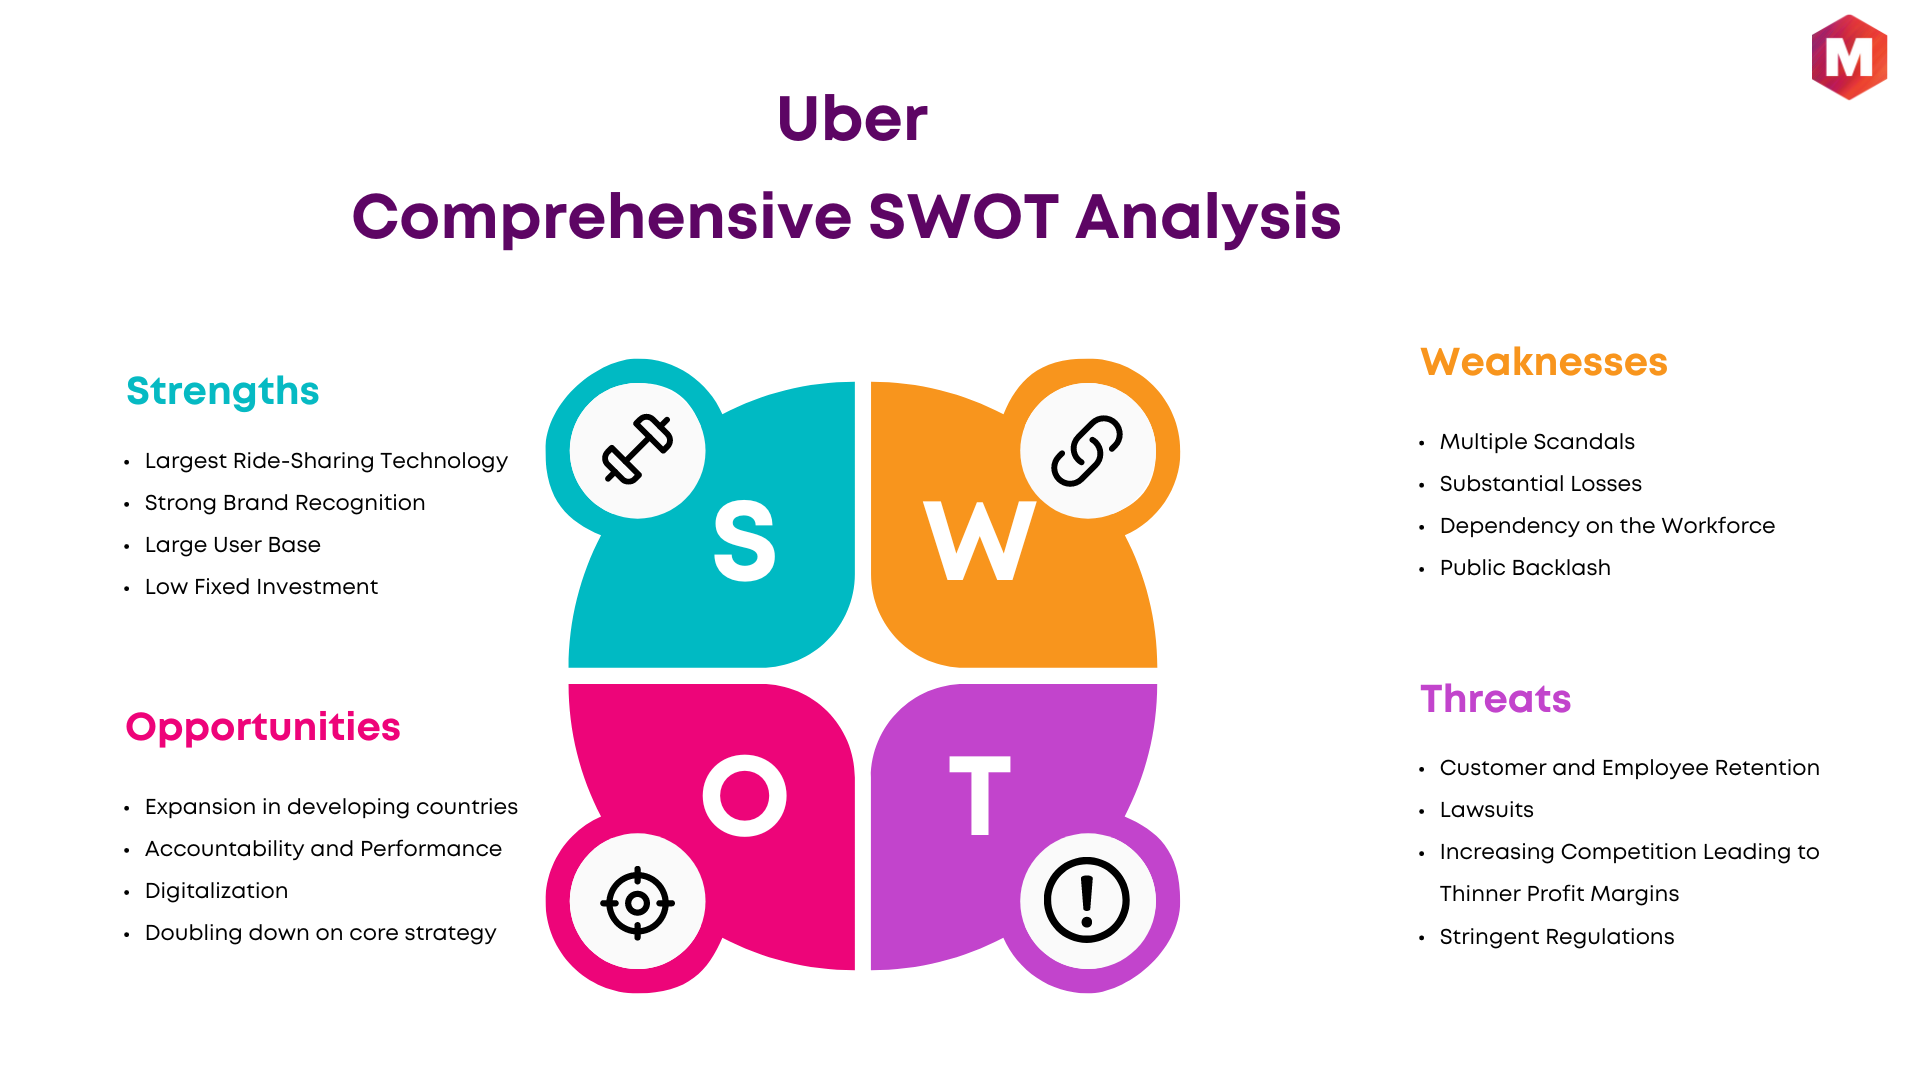 M
Uber
Comprehensive SWOT Analysis
Strengths
• Largest Ride-Sharing Technology
• Strong Brand Recognition
• Large User Base
• Low Fixed Investment
S
W
Weaknesses
• Multiple Scandals
• Substantial Losses
• Dependency on the Workforce
• Public Backlash
Opportunities
• Expansion in developing countries
• Accountability and Performance
• Digitalization
• Doubling down on core strategy
O
T
Threats
• Customer and Employee Retention
• Lawsuits
• Increasing Competition Leading to
Thinner Profit Margins
• Stringent Regulations